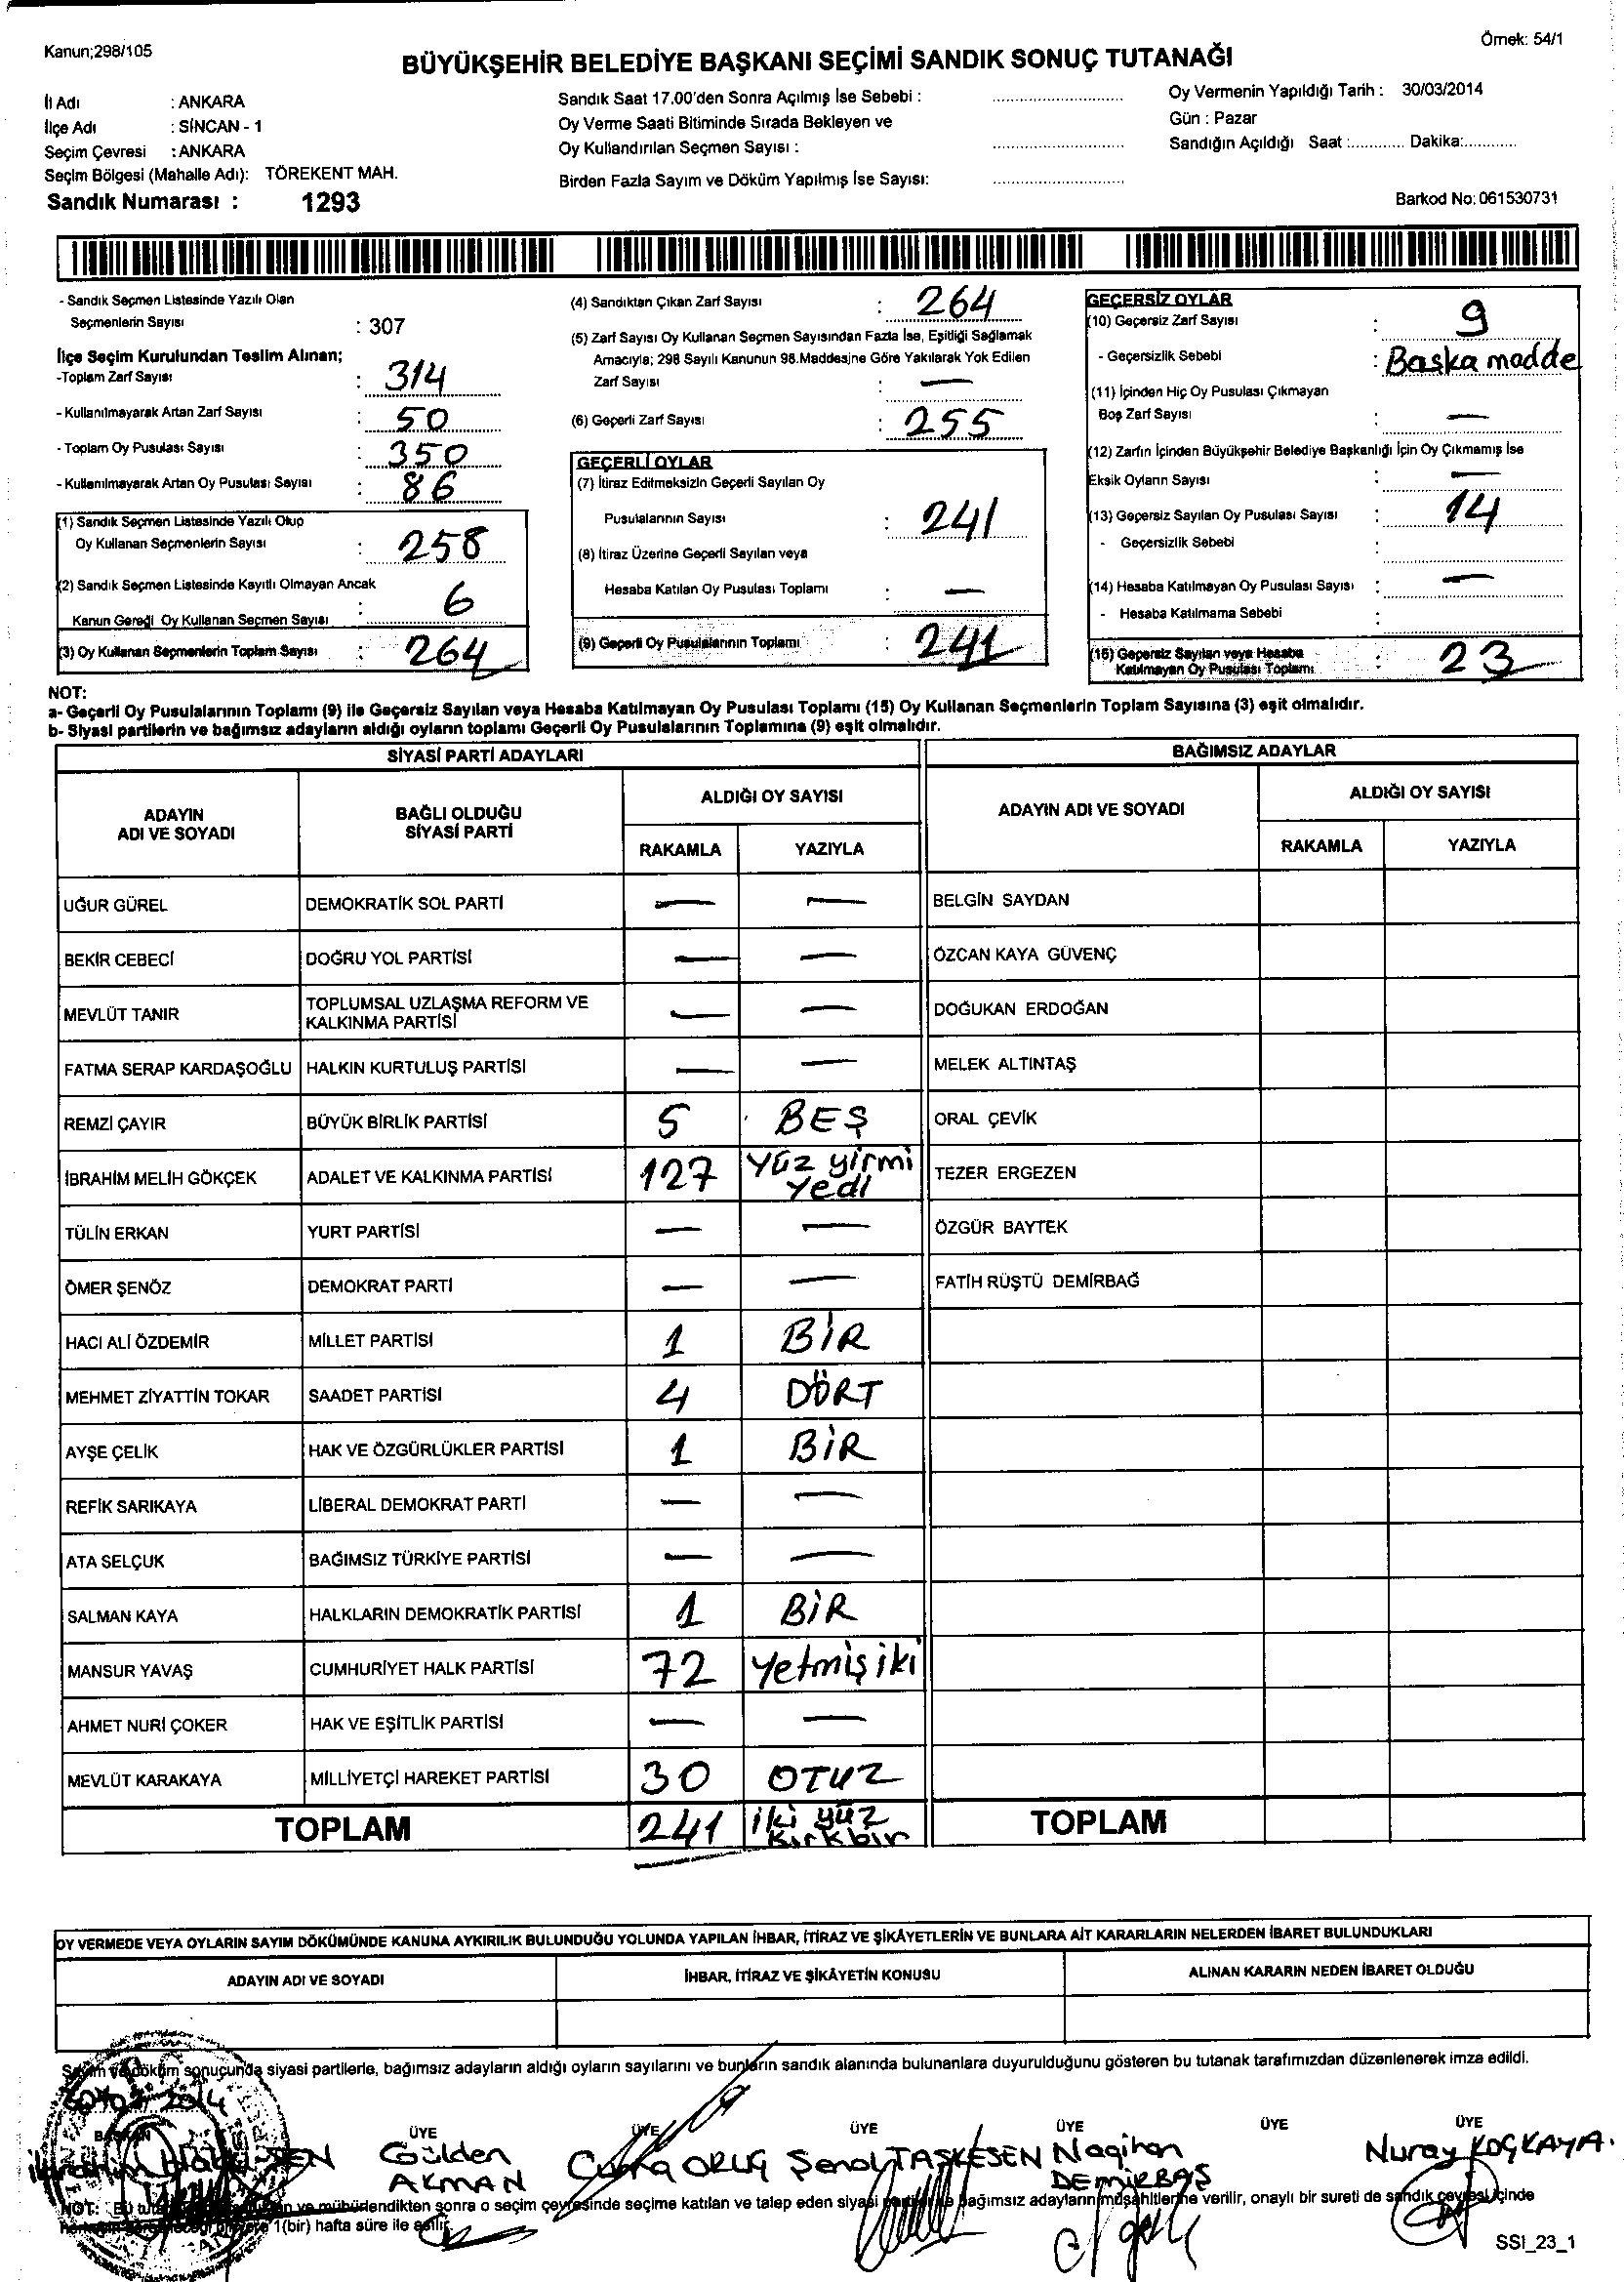 Kanun;298/105
Örnek: 54/1
BÜYÜKŞEHİR BELEDİYE BAŞKANI SEÇİMİ SANDIK SONUÇ TUTANAĞI
İl Adı : ANKARA
İlçe Adı : SİNCAN - 1
Seçim Çevresi : ANKARA
Seçim Bölgesi (Mahalle Adı): TÖREKENT MAH.
Sandık Numarası : 1293
Sandık Saat 17.00'den Sonra Açılmış İse Sebebi :
Oy Verme Saati Bitiminde Sırada Bekleyen ve
Oy Kullandırılan Seçmen Sayısı :
Birden Fazla Sayım ve Döküm Yapılmış İse Sayısı:
Oy Vermenin Yapıldığı Tarih : 30/03/2014
Gün : Pazar
Sandığın Açıldığı Saat :............ Dakika:............
Barkod No: 061530731
- Sandık Seçmen Listesinde Yazılı Olan
Seçmenlerin Sayısı : 307
İlçe Seçim Kurulundan Teslim Alınan;
-Toplam Zarf Sayısı : 314
- Kullanılmayarak Artan Zarf Sayısı : 50
- Toplam Oy Pusulası Sayısı : 350
- Kullanılmayarak Artan Oy Pusulası Sayısı : 86
(1) Sandık Seçmen Listesinde Yazılı Olup
Oy Kullanan Seçmenlerin Sayısı : 258
(2) Sandık Seçmen Listesinde Kayıtlı Olmayan Ancak
Kanun Gereği Oy Kullanan Seçmen Sayısı : 6
(3) Oy Kullanan Seçmenlerin Toplam Sayısı : 264
(4) Sandıktan Çıkan Zarf Sayısı : 264
(5) Zarf Sayısı Oy Kullanan Seçmen Sayısından Fazla İse, Eşitliği Sağlamak
Amacıyla; 298 Sayılı Kanunun 98.Maddesine Göre Yakılarak Yok Edilen
Zarf Sayısı : —
(6) Geçerli Zarf Sayısı : 255
GEÇERLİ OYLAR
(7) İtiraz Edilmeksizin Geçerli Sayılan Oy
Pusulalarının Sayısı : 241
(8) İtiraz Üzerine Geçerli Sayılan veya
Hesaba Katılan Oy Pusulası Toplamı : —
(9) Geçerli Oy Pusulalarının Toplamı : 241
GEÇERSİZ OYLAR
(10) Geçersiz Zarf Sayısı : 9
- Geçersizlik Sebebi : Başka madde
(11) İçinden Hiç Oy Pusulası Çıkmayan
Boş Zarf Sayısı : —
(12) Zarfın İçinden Büyükşehir Belediye Başkanlığı İçin Oy Çıkmamış İse
Eksik Oyların Sayısı : —
(13) Geçersiz Sayılan Oy Pusulası Sayısı : 14
- Geçersizlik Sebebi :
(14) Hesaba Katılmayan Oy Pusulası Sayısı : —
- Hesaba Katılmama Sebebi :
(15) Geçersiz Sayılan veya Hesaba
Katılmayan Oy Pusulası Toplamı : 23
NOT:
a- Geçerli Oy Pusulalarının Toplamı (9) ile Geçersiz Sayılan veya Hesaba Katılmayan Oy Pusulası Toplamı (15) Oy Kullanan Seçmenlerin Toplam Sayısına (3) eşit olmalıdır.
b- Siyasi partilerin ve bağımsız adayların aldığı oyların toplamı Geçerli Oy Pusulalarının Toplamına (9) eşit olmalıdır.
SİYASİ PARTİ ADAYLARI
ADAYIN ADI VE SOYADI
BAĞLI OLDUĞU SİYASİ PARTİ
ALDIĞI OY SAYISI
RAKAMLA YAZIYLA
UĞUR GÜREL DEMOKRATİK SOL PARTİ — —
BEKİR CEBECİ DOĞRU YOL PARTİSİ — —
MEVLÜT TANIR TOPLUMSAL UZLAŞMA REFORM VE KALKINMA PARTİSİ — —
FATMA SERAP KARDAŞOĞLU HALKIN KURTULUŞ PARTİSİ — —
REMZİ ÇAYIR BÜYÜK BİRLİK PARTİSİ 5 BEŞ
İBRAHİM MELİH GÖKÇEK ADALET VE KALKINMA PARTİSİ 127 Yüz yirmi yedi
TÜLİN ERKAN YURT PARTİSİ — —
ÖMER ŞENÖZ DEMOKRAT PARTİ — —
HACI ALİ ÖZDEMİR MİLLET PARTİSİ 1 BİR
MEHMET ZİYATTİN TOKAR SAADET PARTİSİ 4 DÖRT
AYŞE ÇELİK HAK VE ÖZGÜRLÜKLER PARTİSİ 1 BİR
REFİK SARIKAYA LİBERAL DEMOKRAT PARTİ — —
ATA SELÇUK BAĞIMSIZ TÜRKİYE PARTİSİ — —
SALMAN KAYA HALKLARIN DEMOKRATİK PARTİSİ 1 BİR
MANSUR YAVAŞ CUMHURİYET HALK PARTİSİ 72 Yetmiş iki
AHMET NURİ ÇOKER HAK VE EŞİTLİK PARTİSİ — —
MEVLÜT KARAKAYA MİLLİYETÇİ HAREKET PARTİSİ 30 OTUZ
TOPLAM 241 iki yüz Kırkbir
BAĞIMSIZ ADAYLAR
ADAYIN ADI VE SOYADI
ALDIĞI OY SAYISI
RAKAMLA YAZIYLA
BELGİN SAYDAN
ÖZCAN KAYA GÜVENÇ
DOĞUKAN ERDOĞAN
MELEK ALTINTAŞ
ORAL ÇEVİK
TEZER ERGEZEN
ÖZGÜR BAYTEK
FATİH RÜŞTÜ DEMİRBAĞ
TOPLAM
OY VERMEDE VEYA OYLARIN SAYIM DÖKÜMÜNDE KANUNA AYKIRILIK BULUNDUĞU YOLUNDA YAPILAN İHBAR, İTİRAZ VE ŞİKÂYETLERİN VE BUNLARA AİT KARARLARIN NELERDEN İBARET BULUNDUKLARI
ADAYIN ADI VE SOYADI
İHBAR, İTİRAZ VE ŞİKÂYETİN KONUSU
ALINAN KARARIN NEDEN İBARET OLDUĞU
Sayım ve döküm sonucunda siyasi partilerle, bağımsız adayların aldığı oyların sayılarını ve bunların sandık alanında bulunanlara duyurulduğunu gösteren bu tutanak tarafımızdan düzenlenerek imza edildi.
BAŞKAN ÜYE ÜYE ÜYE ÜYE ÜYE ÜYE
İbrahim
Gülden AKMAN
Cuma ORUÇ
Şenol TAŞKESEN
Nagihan DEMİRBAŞ
Nuray KOÇKAYA.
NOT: Bu ve mühürlendikten sonra o seçim çevresinde seçime katılan ve talep eden siyasi bağımsız adayların müşahitlerine verilir, onaylı bir sureti de sandık çevresi içinde
1(bir) hafta süre ile asılır.
SSI_23_1